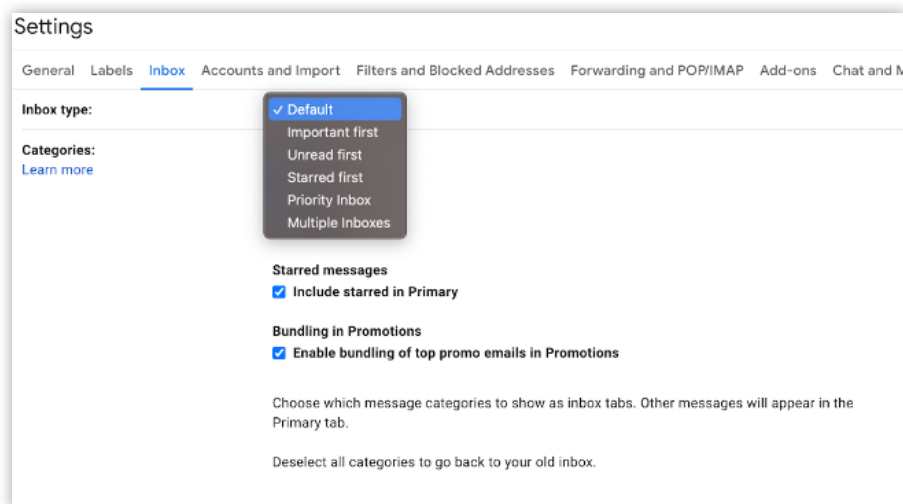 Settings
General Labels Inbox Accounts and Import Filters and Blocked Addresses Forwarding and POP/IMAP Add-ons Chat and M
Inbox type:
✓ Default
Important first
Unread first
Starred first
Priority Inbox
Multiple Inboxes
Categories:
Learn more
Starred messages
Include starred in Primary
Bundling in Promotions
Enable bundling of top promo emails in Promotions
Choose which message categories to show as inbox tabs. Other messages will appear in the
Primary tab.
Deselect all categories to go back to your old inbox.